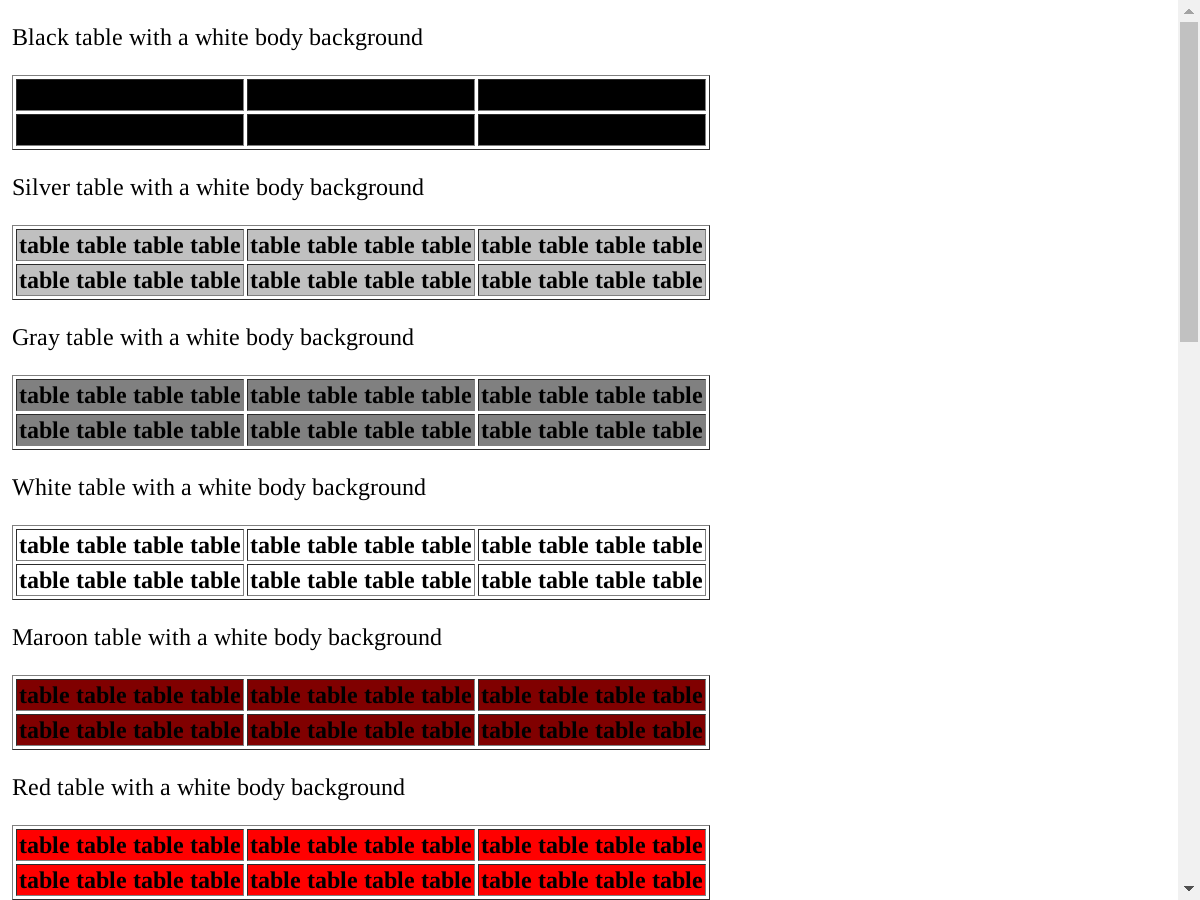 Black table with a white body background
Silver table with a white body background
table table table table table table table table table table table table
table table table table table table table table table table table table
Gray table with a white body background
table table table table table table table table table table table table
table table table table table table table table table table table table
White table with a white body background
table table table table table table table table table table table table
table table table table table table table table table table table table
Maroon table with a white body background
table table table table table table table table table table table table
table table table table table table table table table table table table
Red table with a white body background
table table table table table table table table table table table table
table table table table table table table table table table table table